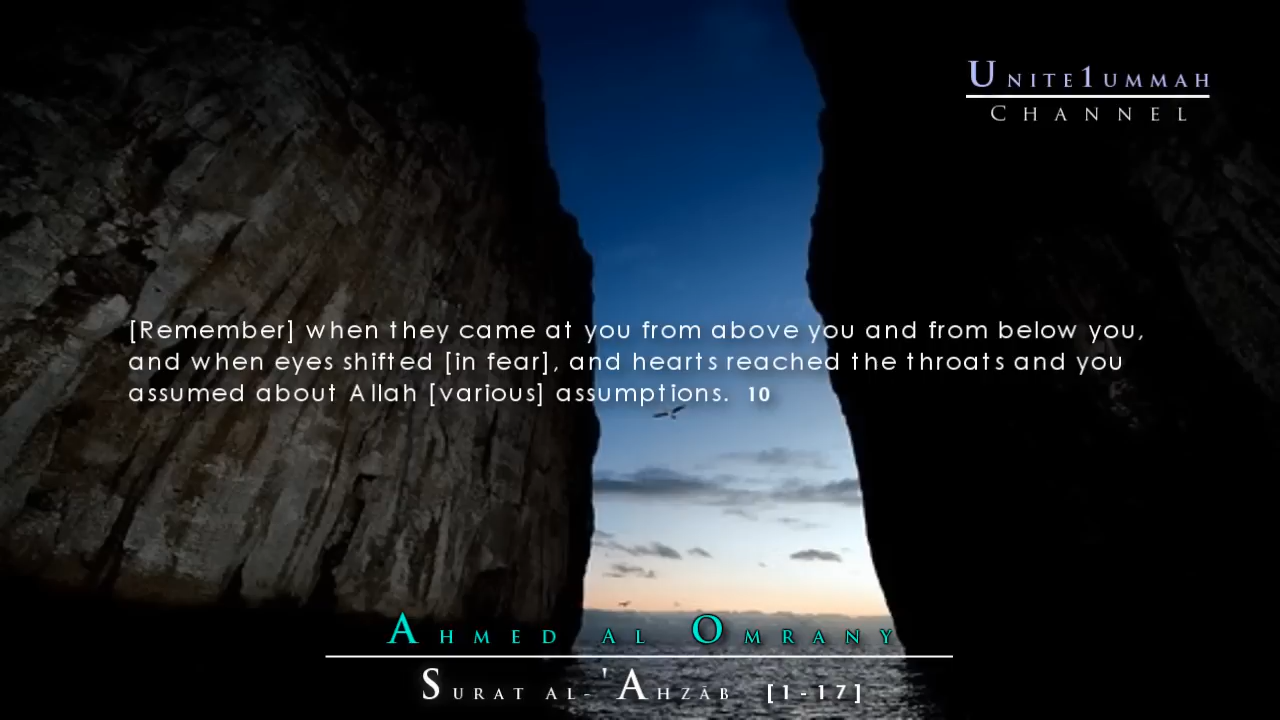 Unite1ummah
Channel
[Remember] when they came at you from above you and from below you,
and when eyes shifted [in fear], and hearts reached the throats and you
assumed about Allah [various] assumptions. 10
Ahmed Al Omrany
Surat al-'Ahzāb [1-17]